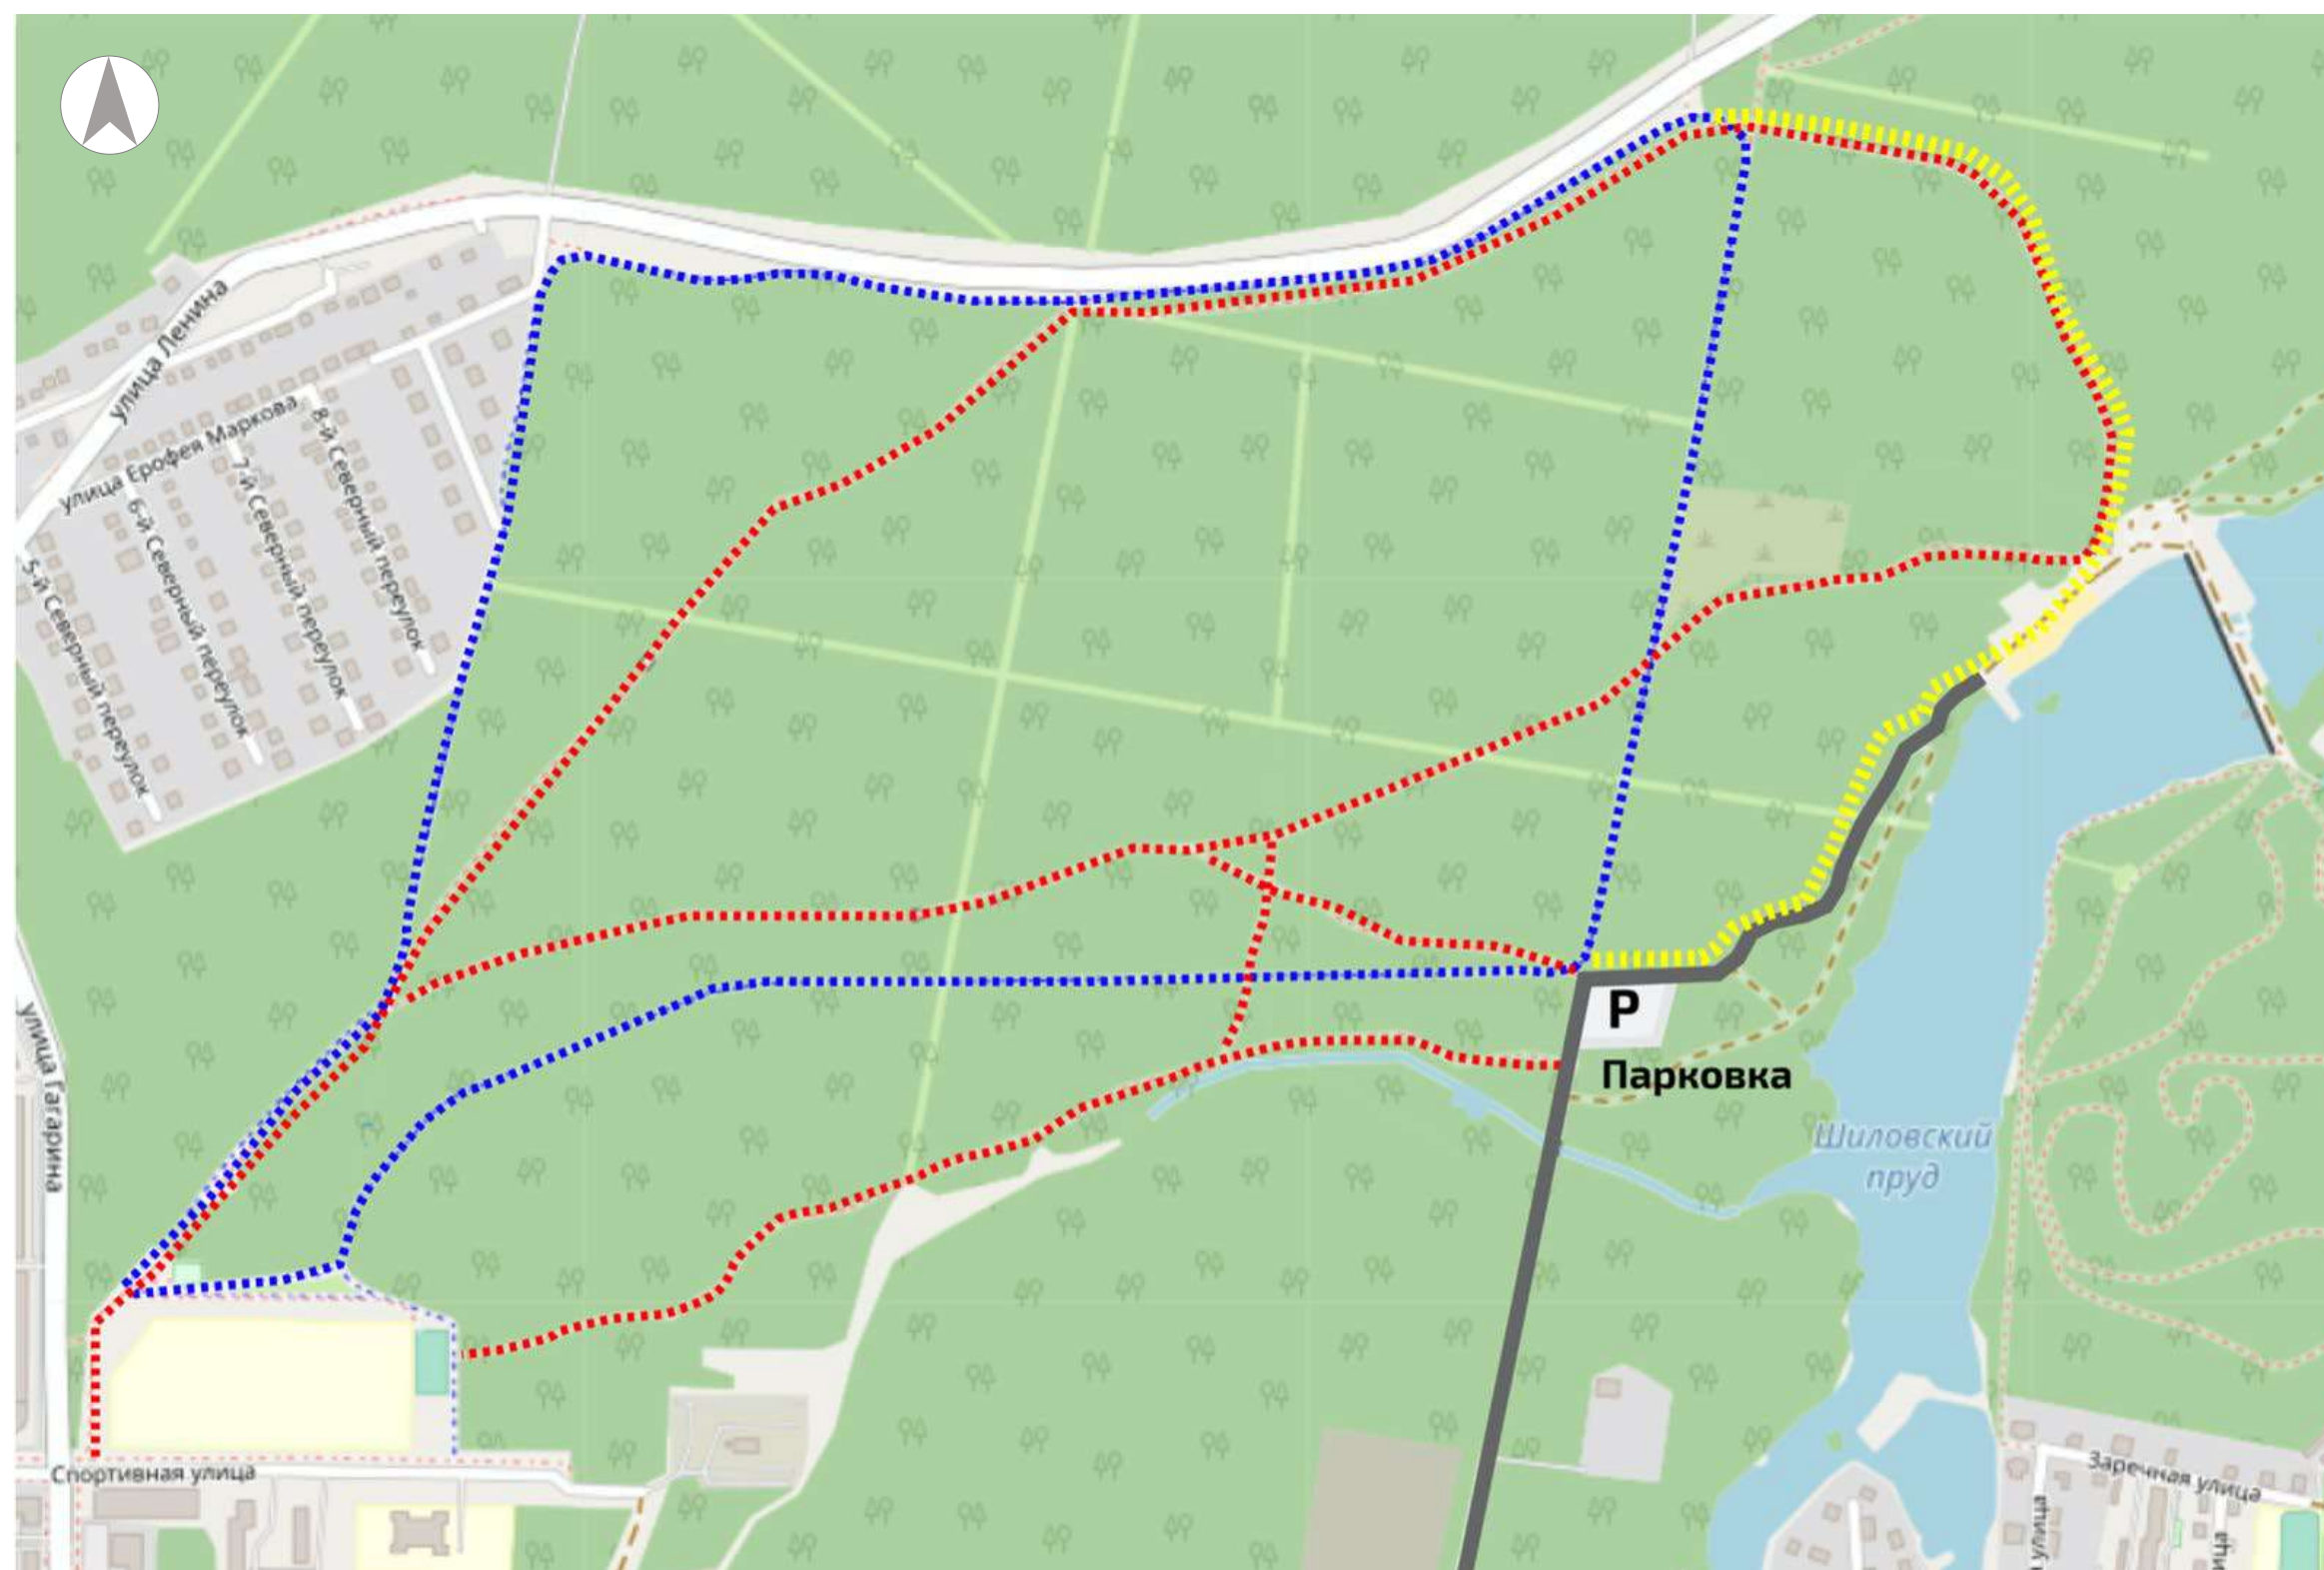 улица Ленина
улица Ерофея Маркова
8-й Северный переулок
7-й Северный переулок
6-й Северный переулок
5-й Северный переулок
улица Гагарина
P
Парковка
Шиловский
пруд
Спортивная улица
Заречная улица
улица